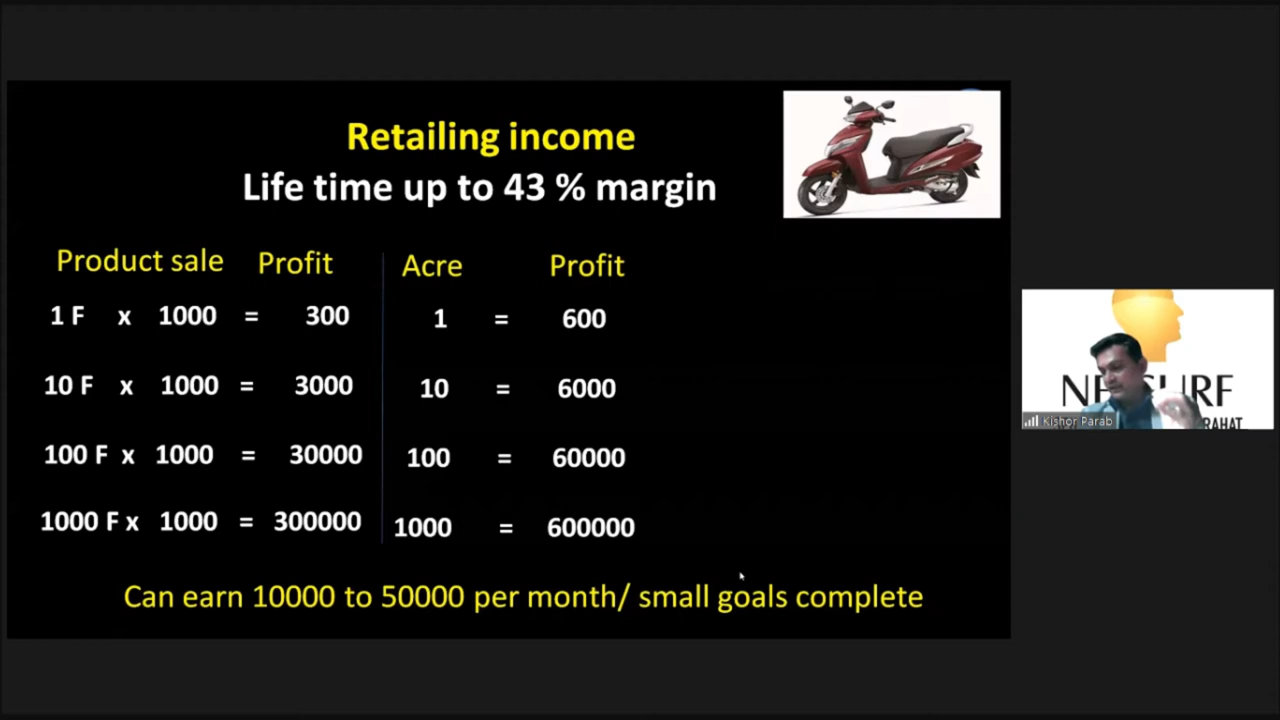 Retailing income
Life time up to 43 % margin
Product sale Profit Acre Profit
1 F x 1000 = 300 1 = 600
10 F x 1000 = 3000 10 = 6000
100 F x 1000 = 30000 100 = 60000
1000 F x 1000 = 300000 1000 = 600000
Can earn 10000 to 50000 per month/ small goals complete
Kishor Parab
RAHAT